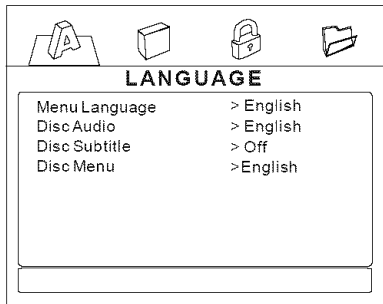 A
LANGUAGE
Menu Language > English
Disc Audio > English
Disc Subtitle > Off
Disc Menu >English